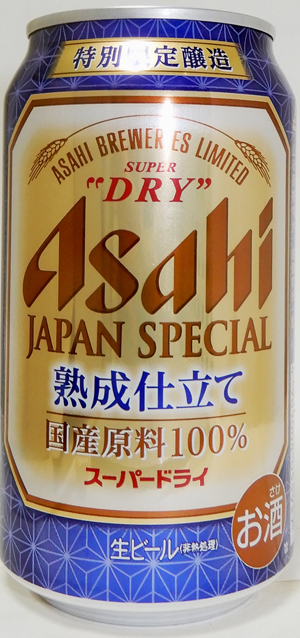 特別限定醸造
ASAHI BREWERIES LIMITED
SUPER
"DRY"
Asahi
JAPAN SPECIAL
熟成仕立て
国産原料100%
スーパードライ
さけ
お酒
生ビール(非熱処理)